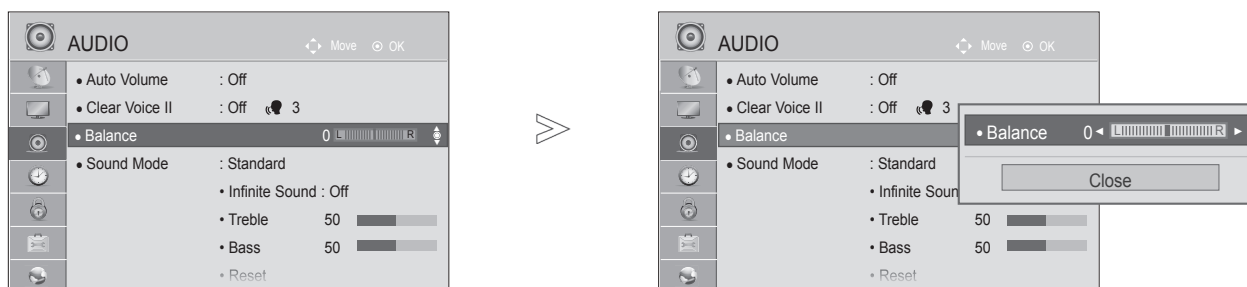 AUDIO
Move OK
• Auto Volume : Off
• Clear Voice II : Off 3
• Balance 0 L R
• Sound Mode : Standard
• Infinite Sound : Off
• Treble 50
• Bass 50
• Reset
>
AUDIO
Move OK
• Auto Volume : Off
• Clear Voice II : Off 3
• Balance
• Sound Mode : Standard
• Infinite Soun
• Treble 50
• Bass 50
• Reset
• Balance 0 ◄ L R ►
Close